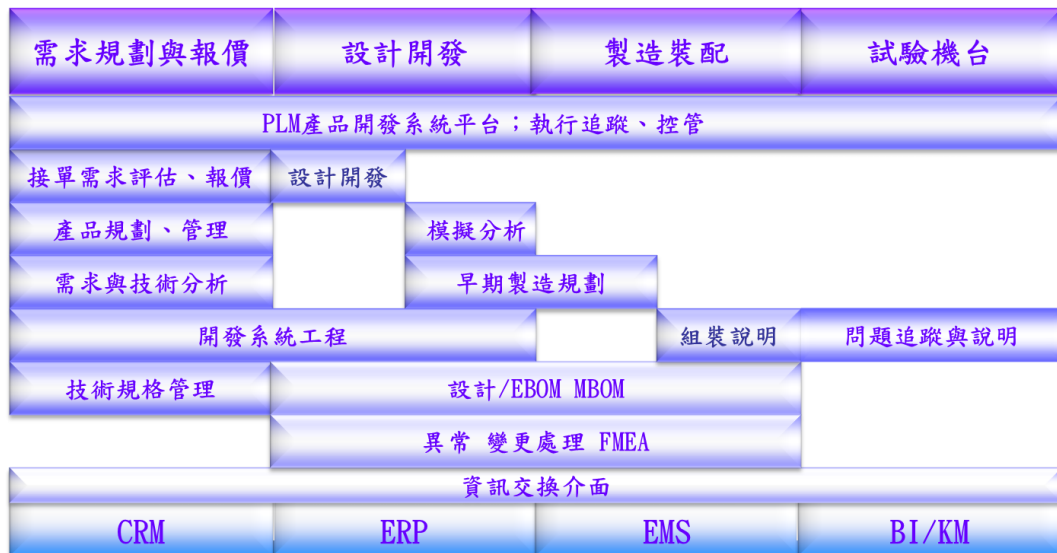 需求規劃與報價 設計開發 製造裝配 試驗機台
PLM產品開發系統平台；執行追蹤、控管
接單需求評估、報價 設計開發
產品規劃、管理 模擬分析
需求與技術分析 早期製造規劃
開發系統工程 組裝說明 問題追蹤與說明
技術規格管理 設計/EBOM MBOM
異常 變更處理 FMEA
資訊交換介面
CRM ERP EMS BI/KM